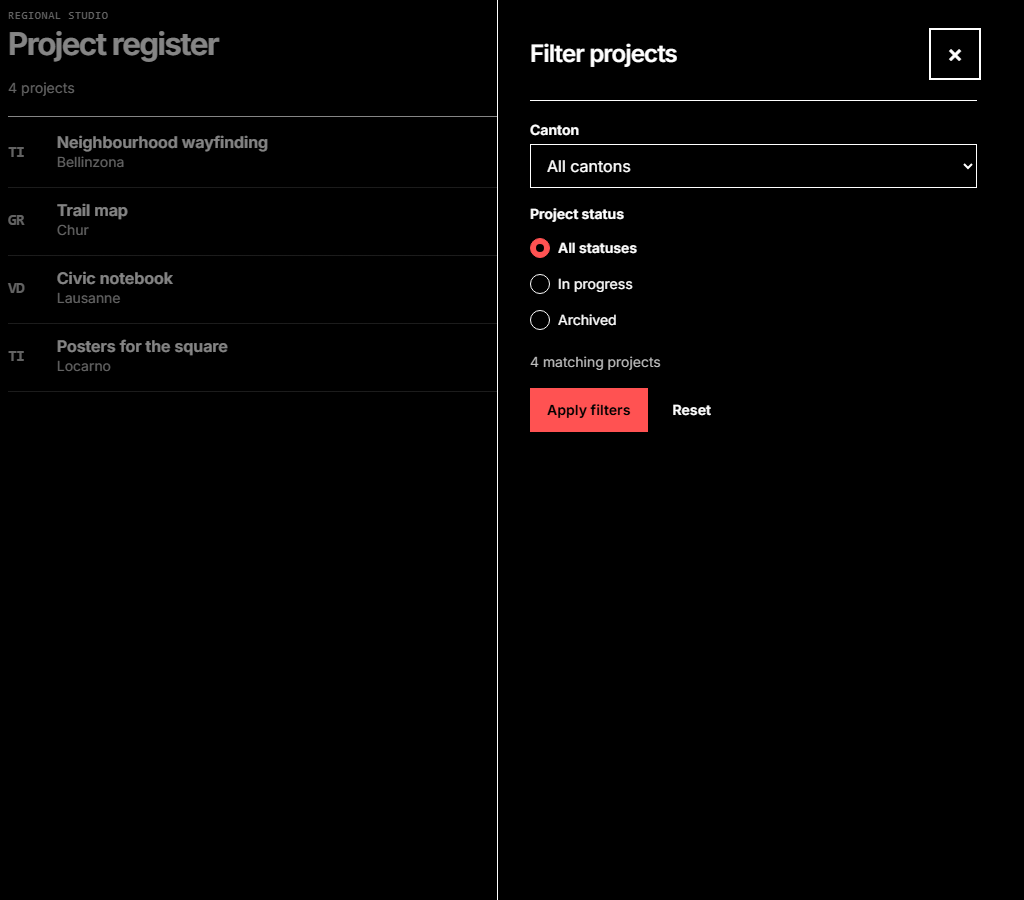 REGIONAL STUDIO
Project register
4 projects
TI
Neighbourhood wayfinding
Bellinzona
GR
Trail map
Chur
VD
Civic notebook
Lausanne
TI
Posters for the square
Locarno
Filter projects
×
Canton
All cantons
Project status
All statuses
In progress
Archived
4 matching projects
Apply filters
Reset